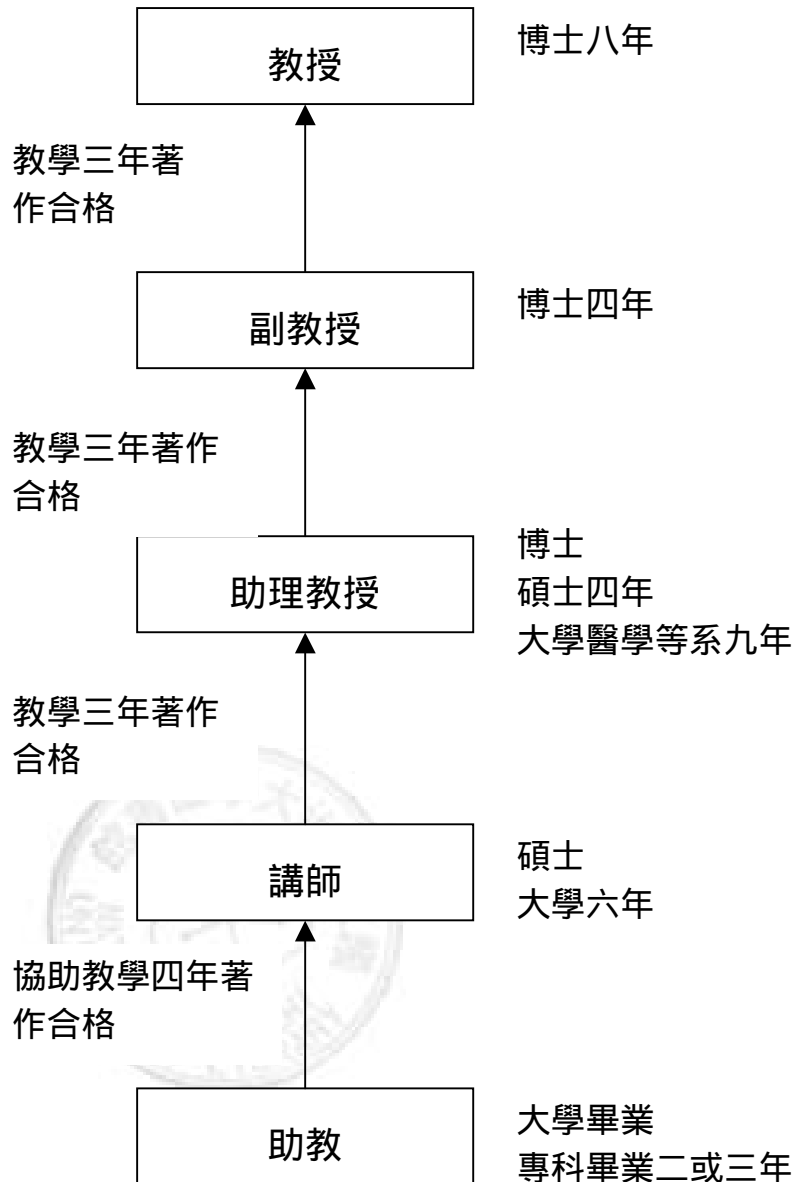 教授
博士八年
教學三年著
作合格
副教授
博士四年
教學三年著作
合格
助理教授
博士
碩士四年
大學醫學等系九年
教學三年著作
合格
講師
碩士
大學六年
協助教學四年著
作合格
助教
大學畢業
專科畢業二或三年